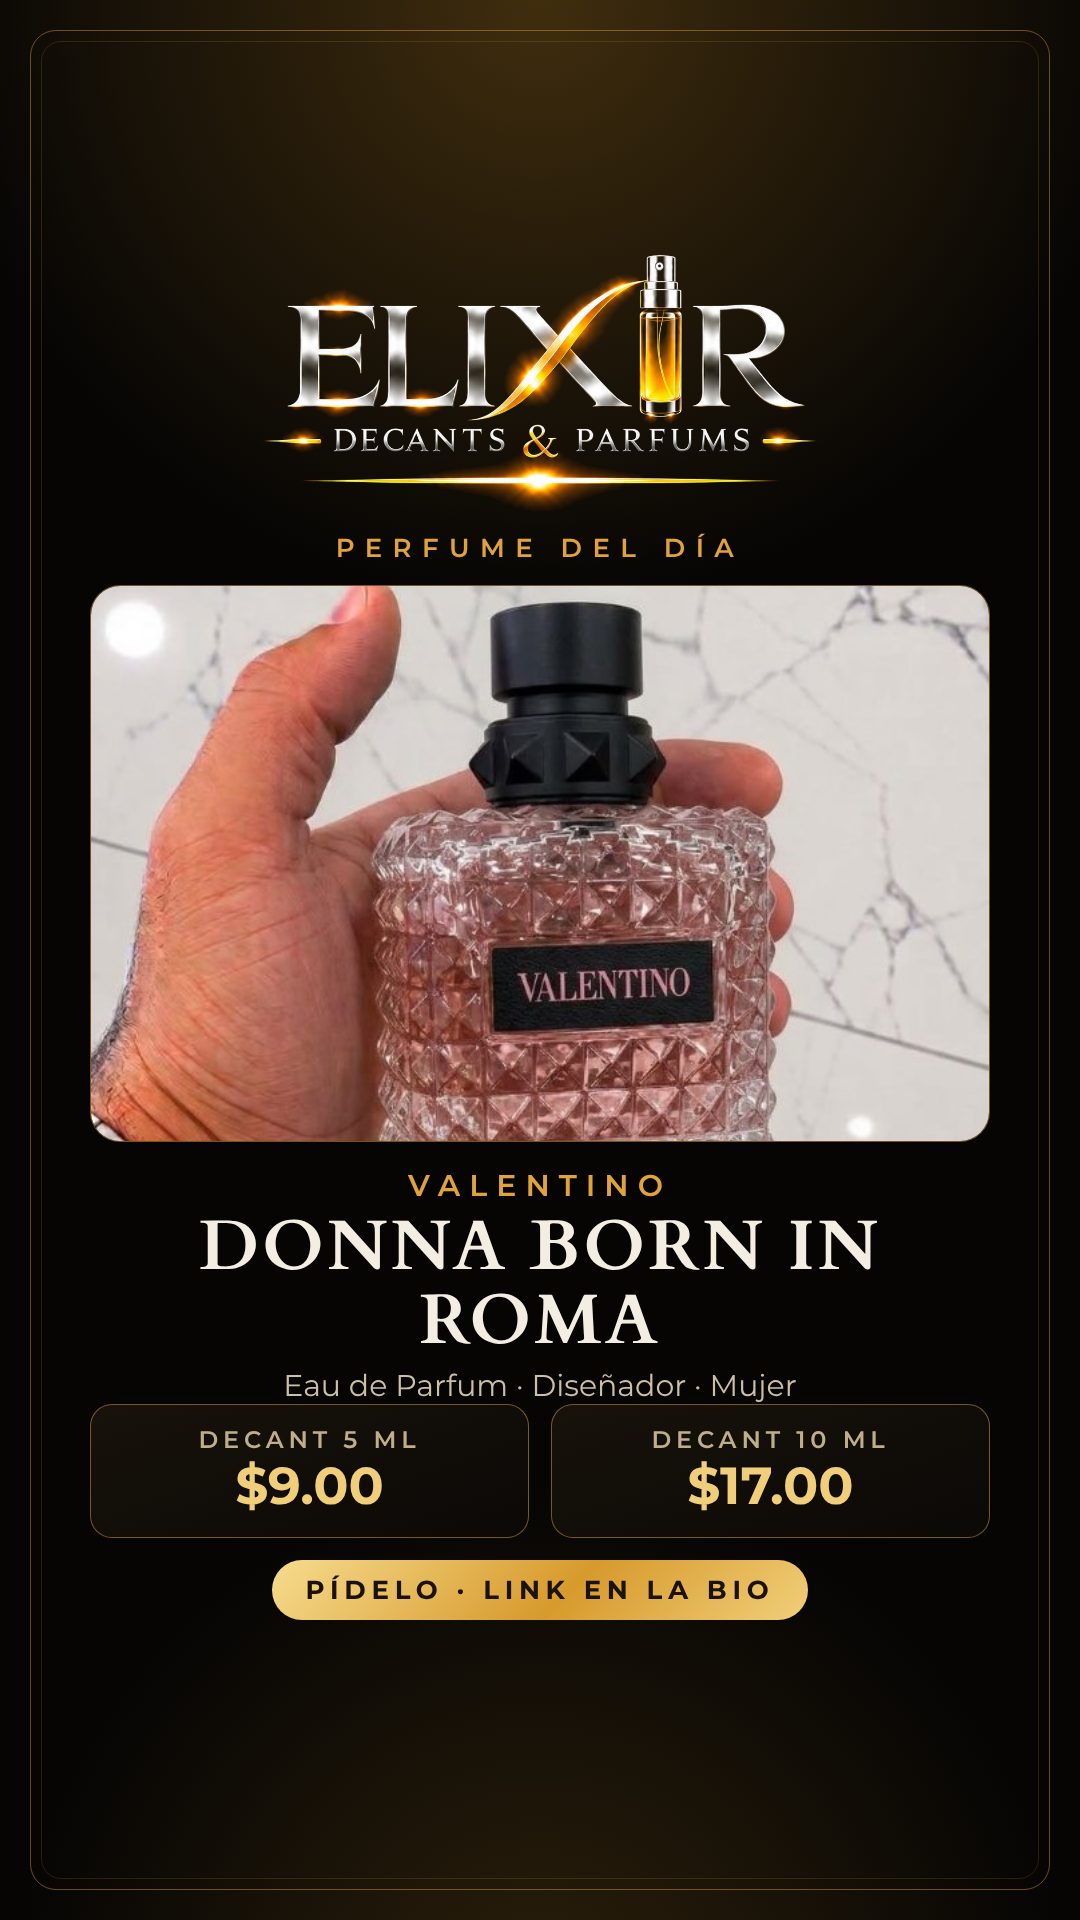 ELIXIR
DECANTS & PARFUMS
PERFUME DEL DÍA
VALENTINO
VALENTINO
DONNA BORN IN
ROMA
Eau de Parfum · Diseñador · Mujer
DECANT 5 ML
$9.00
DECANT 10 ML
$17.00
PÍDELO · LINK EN LA BIO